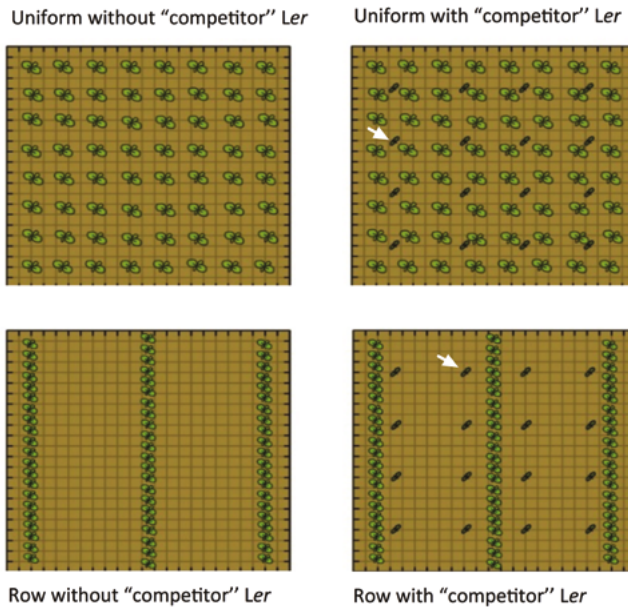 Uniform without “competitor” Ler
Uniform with “competitor” Ler
Row without “competitor” Ler
Row with “competitor” Ler